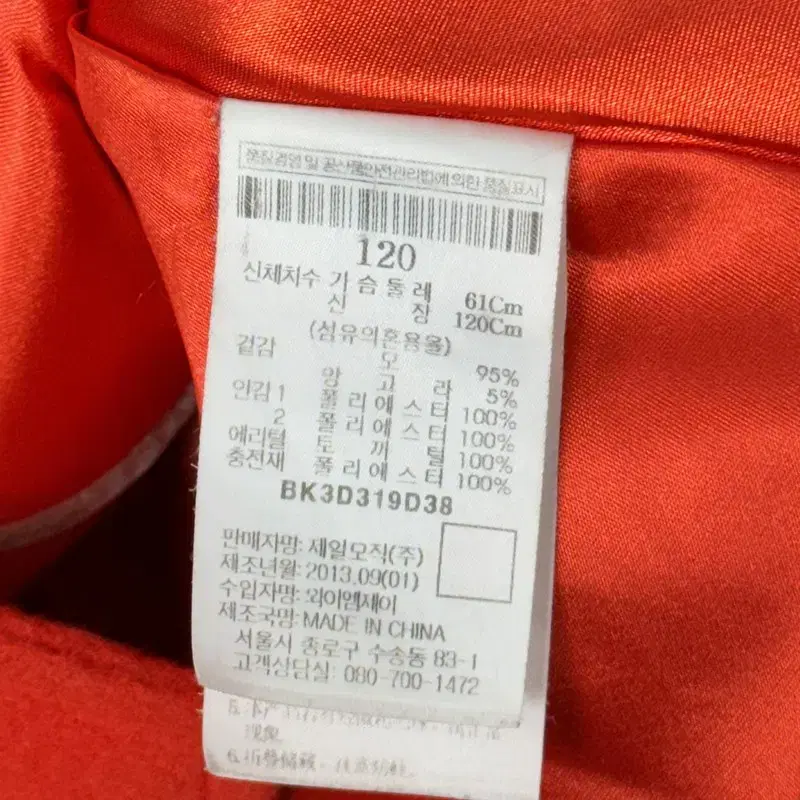 품질경영 및 공산품안전관리법에 의한 품질표시
120
신체치수 가 슴 둘 레 61Cm
신 장 120Cm
(섬유의혼용율)
겉감 모 95%
앙 고 라 5%
안김 1 폴 리 에 스 터 100%
2 폴 리 에 스 터 100%
에리털 토 끼 털 100%
충전재 폴 리 에 스 터 100%
BK3D319D38
판매자명: 제일모직(주)
제조년월: 2013.09(01)
수입자명: 와이엠제이
제조국명: MADE IN CHINA
서울시 종로구 수송동 83-1
고객상담실: 080-700-1472
5.
现象
6.